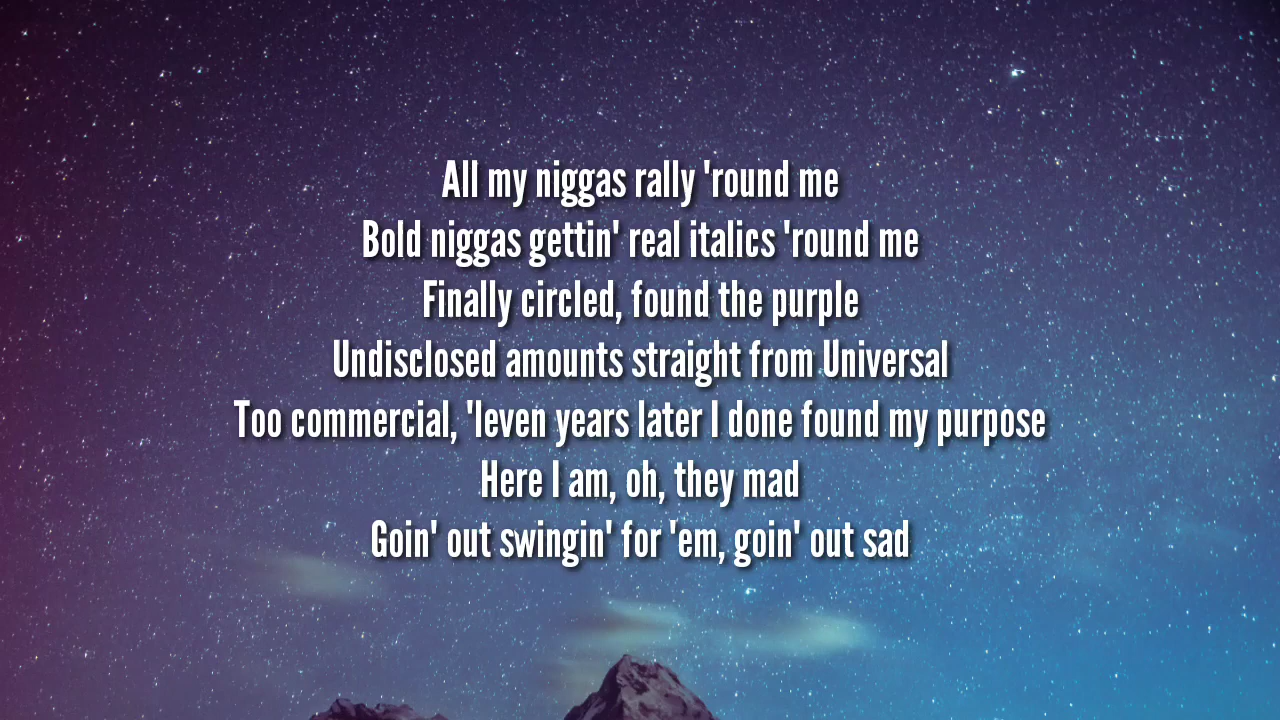 All my niggas rally 'round me
Bold niggas gettin' real italics 'round me
Finally circled, found the purple
Undisclosed amounts straight from Universal
Too commercial, 'leven years later I done found my purpose
Here I am, oh, they mad
Goin' out swingin' for 'em, goin' out sad